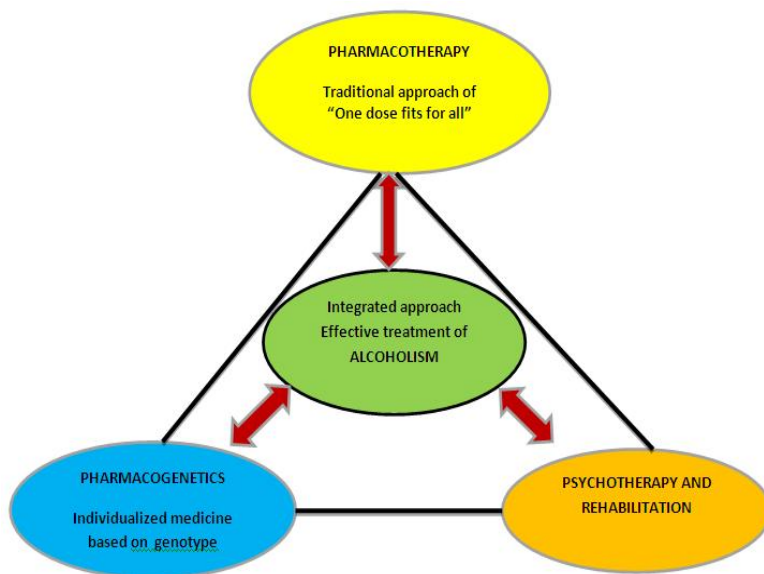 PHARMACOTHERAPY
Traditional approach of
“One dose fits for all”
Integrated approach
Effective treatment of
ALCOHOLISM
PHARMACOGENETICS
Individualized medicine
based on genotype
PSYCHOTHERAPY AND
REHABILITATION